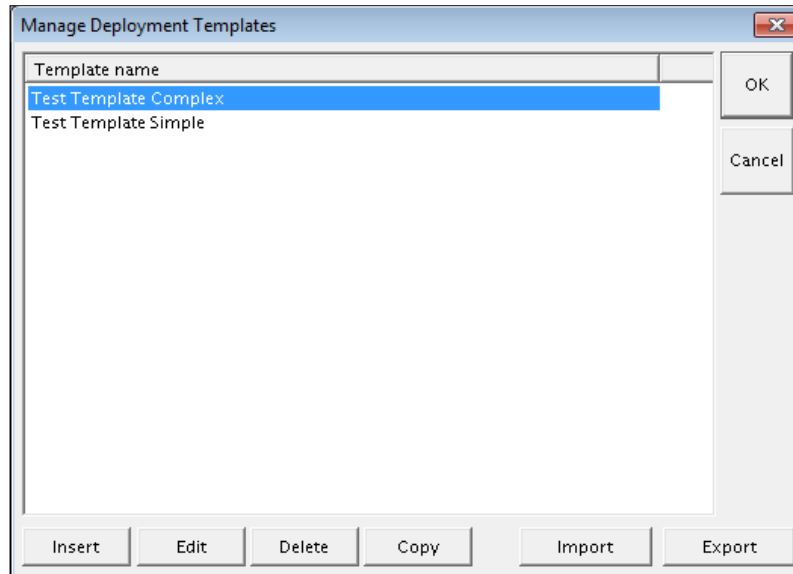 Manage Deployment Templates
Template name
OK
Test Template Complex
Test Template Simple
Cancel
Insert Edit Delete Copy Import Export